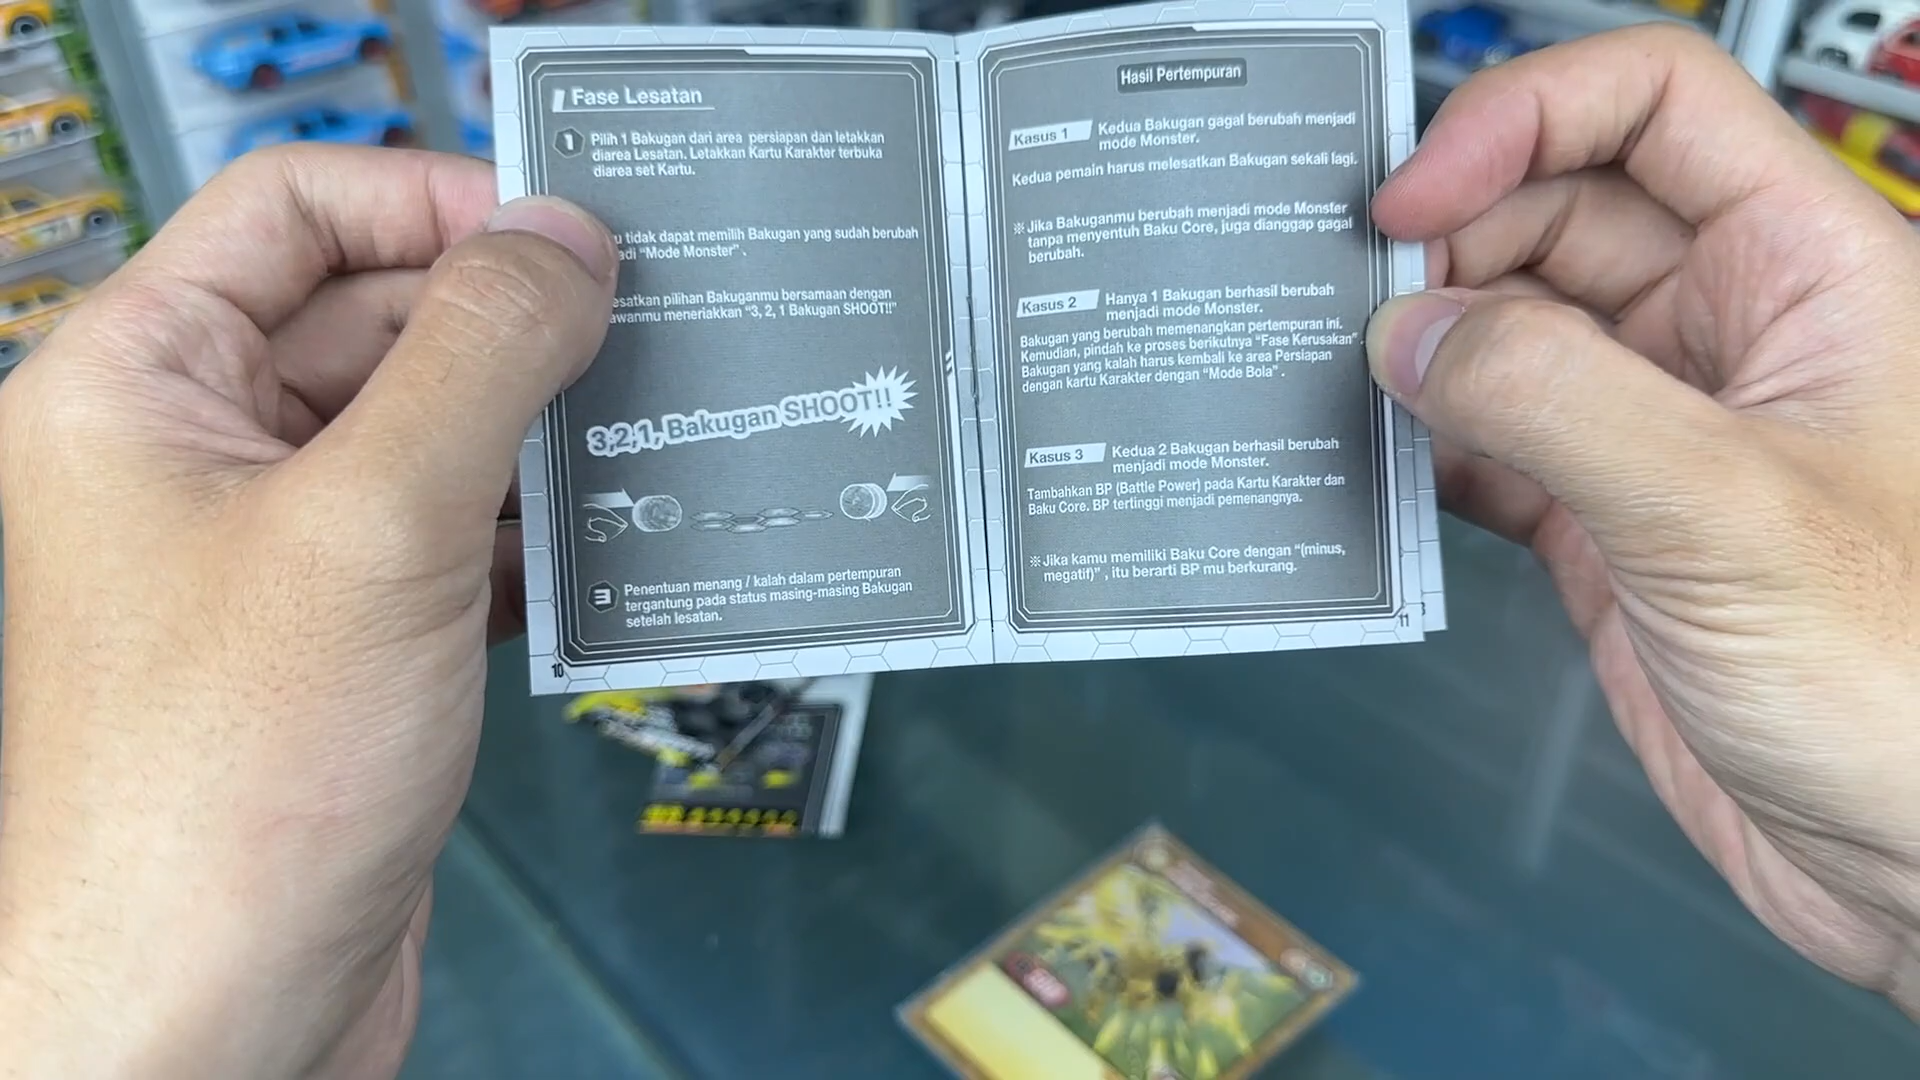 Fase Lesatan
1 Pilih 1 Bakugan dari area persiapan dan letakkan
diarea Lesatan. Letakkan Kartu Karakter terbuka
diarea set Kartu.
tidak dapat memilih Bakugan yang sudah berubah
"Mode Monster".
pilihan Bakuganmu bersamaan dengan
meneriakkan "3, 2, 1 Bakugan SHOOT!!"
3,2,1, Bakugan SHOOT!!
3 Penentuan menang / kalah dalam pertempuran
tergantung pada status masing-masing Bakugan
setelah lesatan.
10
Hasil Pertempuran
Kasus 1 Kedua Bakugan gagal berubah menjadi
mode Monster.
Kedua pemain harus melesatkan Bakugan sekali lagi.
※Jika Bakuganmu berubah menjadi mode Monster
tanpa menyentuh Baku Core, juga dianggap gagal
berubah.
Kasus 2 Hanya 1 Bakugan berhasil berubah
menjadi mode Monster.
Bakugan yang berubah memenangkan pertempuran ini.
Kemudian, pindah ke proses berikutnya "Fase Kerusakan".
Bakugan yang kalah harus kembali ke area Persiapan
dengan kartu Karakter dengan "Mode Bola".
Kasus 3 Kedua 2 Bakugan berhasil berubah
menjadi mode Monster.
Tambahkan BP (Battle Power) pada Kartu Karakter dan
Baku Core. BP tertinggi menjadi pemenangnya.
※Jika kamu memiliki Baku Core dengan "(minus,
megatif)", itu berarti BP mu berkurang.
11